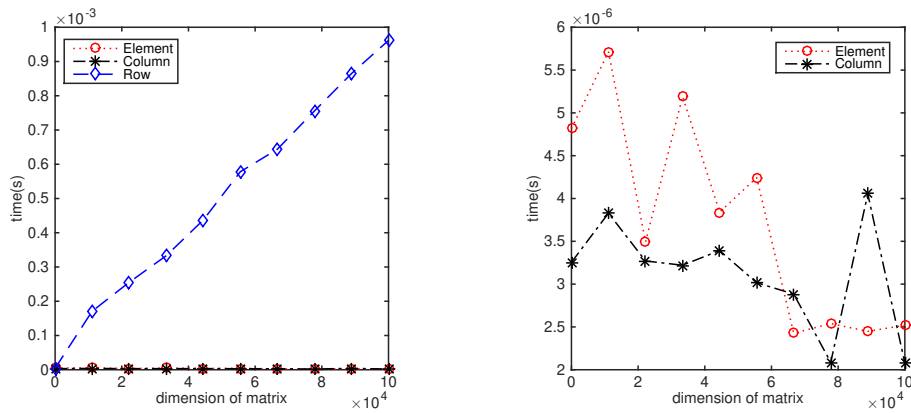 ×10⁻³
1
0.9
0.8
0.7
0.6
0.5
0.4
0.3
0.2
0.1
0
time(s)
Element
Column
Row
0 2 4 6 8 10
dimension of matrix
×10⁴
×10⁻⁶
6
5.5
5
4.5
4
3.5
3
2.5
2
time(s)
Element
Column
0 2 4 6 8 10
dimension of matrix
×10⁴